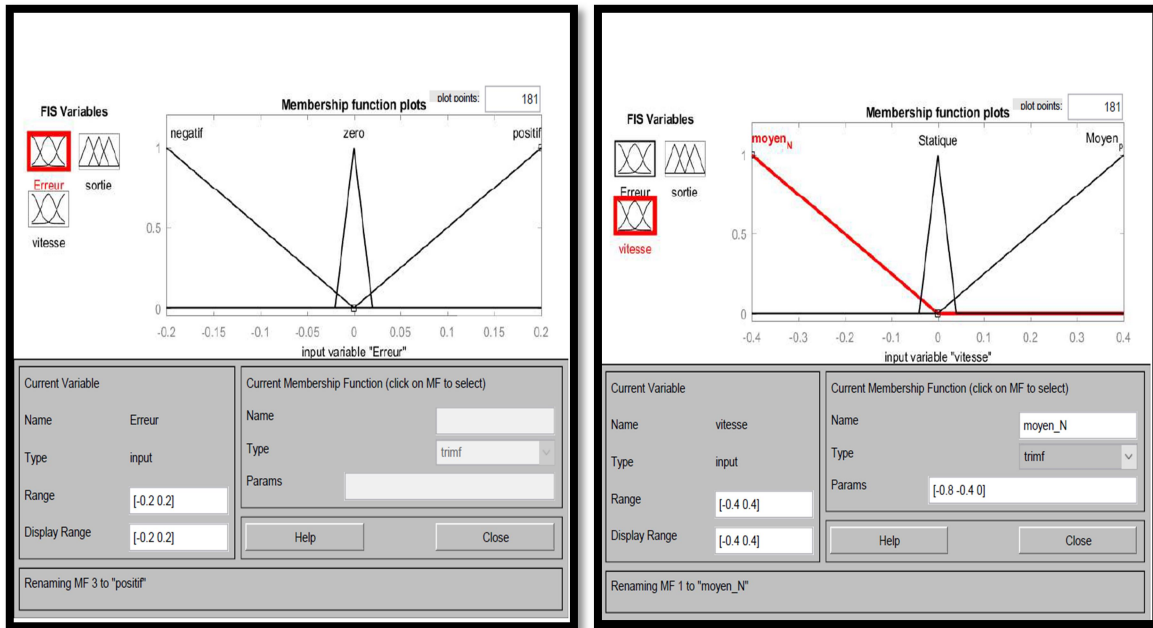 Membership function plots
plot points:
181
FIS Variables
Erreur
sortie
vitesse
negatif
zero
positif
1
0.5
0
-0.2
-0.15
-0.1
-0.05
0
0.05
0.1
0.15
0.2
input variable "Erreur"
Current Variable
Name
Erreur
Type
input
Range
[-0.2 0.2]
Display Range
[-0.2 0.2]
Current Membership Function (click on MF to select)
Name
Type
trimf
Params
Help
Close
Renaming MF 3 to "positif"
Membership function plots
plot points:
181
FIS Variables
Erreur
sortie
vitesse
moyen_N
Statique
Moyen_P
1
0.5
0
-0.4
-0.3
-0.2
-0.1
0
0.1
0.2
0.3
0.4
input variable "vitesse"
Current Variable
Name
vitesse
Type
input
Range
[-0.4 0.4]
Display Range
[-0.4 0.4]
Current Membership Function (click on MF to select)
Name
moyen_N
Type
trimf
Params
[-0.8 -0.4 0]
Help
Close
Renaming MF 1 to "moyen_N"